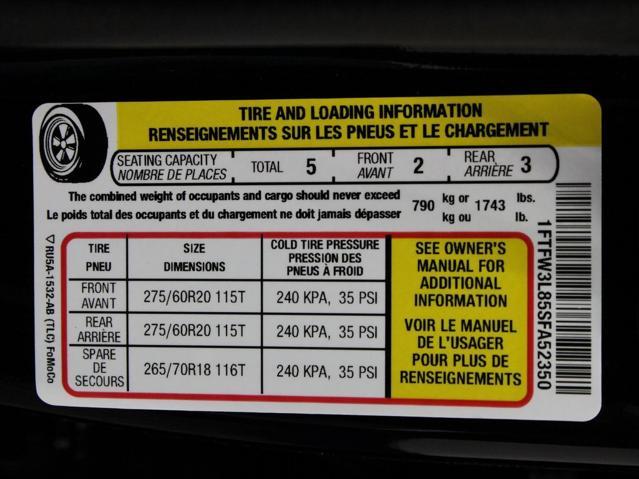 TIRE AND LOADING INFORMATION
RENSEIGNEMENTS SUR LES PNEUS ET LE CHARGEMENT
SEATING CAPACITY
NOMBRE DE PLACES
TOTAL 5
FRONT
AVANT
2
REAR
ARRIÈRE
3
The combined weight of occupants and cargo should never exceed
Le poids total des occupants et du chargement ne doit jamais dépasser
790
kg or
kg ou
1743
lbs.
lb.
TIRE
PNEU
SIZE
DIMENSIONS
COLD TIRE PRESSURE
PRESSION DES
PNEUS À FROID
FRONT
AVANT
275/60R20 115T
240 KPA, 35 PSI
REAR
ARRIÈRE
275/60R20 115T
240 KPA, 35 PSI
SPARE
DE
SECOURS
265/70R18 116T
240 KPA, 35 PSI
SEE OWNER'S
MANUAL FOR
ADDITIONAL
INFORMATION
VOIR LE MANUEL
DE L'USAGER
POUR PLUS DE
RENSEIGNEMENTS
RU5A-1532-AB (TLC) FoMoCo
1FTFW3L85SFA52350